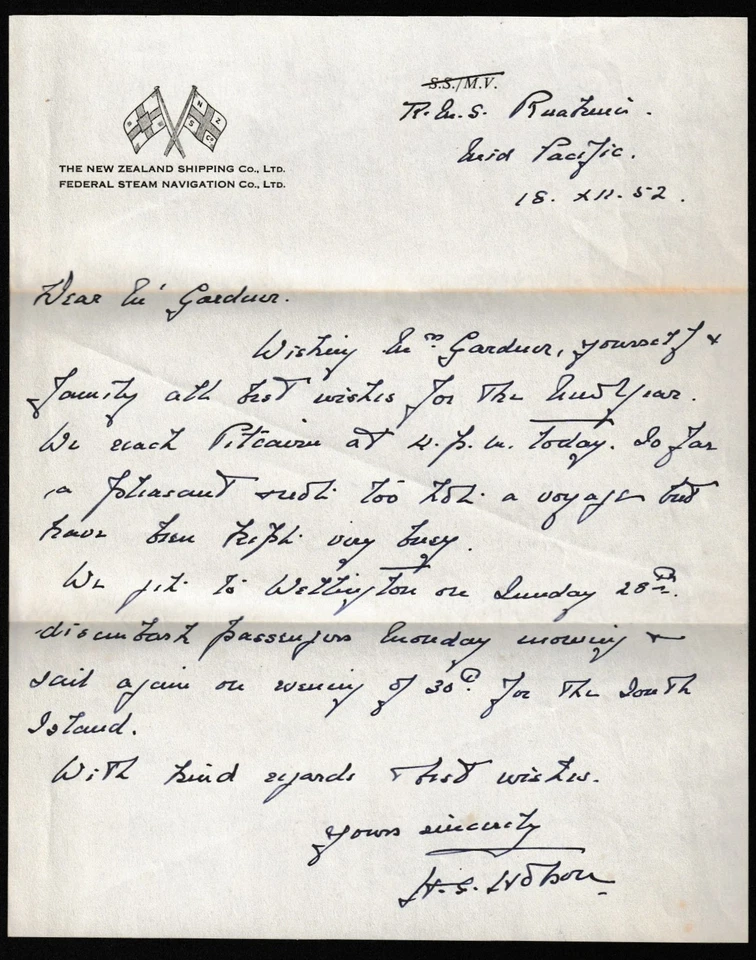 S.S./M.V.
R.M.S. Ruahine.
Mid Pacific.
18. XII. 52.
N Z
S Co
THE NEW ZEALAND SHIPPING Co., LTD.
FEDERAL STEAM NAVIGATION Co., LTD.
Dear Mr Gardner.
Wishing Mrs Gardner, yourself &
family all best wishes for the New Year.
We reach Pitcairn at 4. p.m. today. So far
a pleasant not too hot a voyage but
have been kept very busy.
We get to Wellington on Sunday 28th.
disembark passengers Monday morning &
sail again on evening of 30th for the South
Island.
With kind regards & best wishes.
Yours sincerely
H. S.